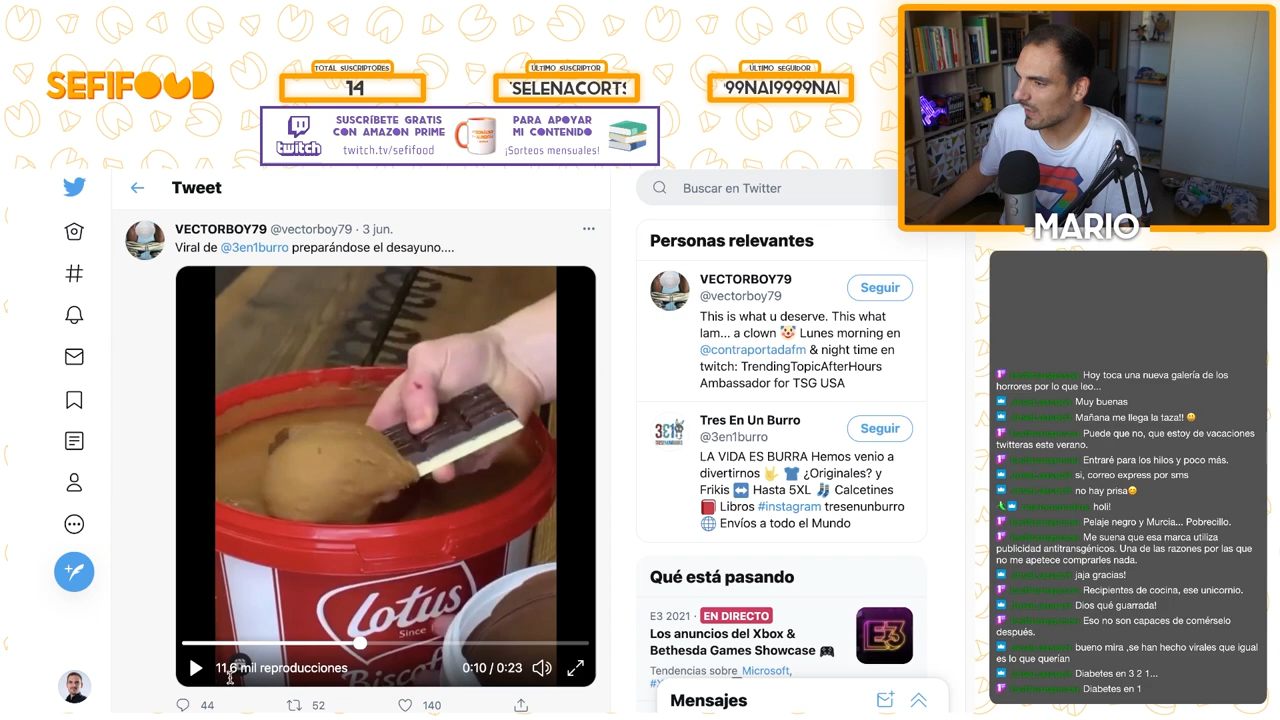 SEFIFOOD
TOTAL SUSCRIPTORES
14
ÚLTIMO SUSCRIPTOR
SELENACORTS
ÚLTIMO SEGUIDOR
99NAI9999NAI
SUSCRÍBETE GRATIS
CON AMAZON PRIME
twitch.tv/sefifood
twitch
PARA APOYAR
MI CONTENIDO
¡Sorteos mensuales!
MARIO
Tweet
VECTORBOY79 @vectorboy79 · 3 jun.
Viral de @3en1burro preparándose el desayuno....
Lotus
Since
Bisc
11,6 mil reproducciones
0:10 / 0:23
44
52
140
Buscar en Twitter
Personas relevantes
VECTORBOY79
@vectorboy79
Seguir
This is what u deserve. This what
Iam... a clown 🤡 Lunes morning en
@contraportadafm & night time en
twitch: TrendingTopicAfterHours
Ambassador for TSG USA
Tres En Un Burro
@3en1burro
Seguir
LA VIDA ES BURRA Hemos venio a
divertirnos 🤟 👕 ¿Originales? y
Frikis ↔️ Hasta 5XL 🧦 Calcetines
📕 Libros #instagram tresenunburro
🌐 Envíos a todo el Mundo
Qué está pasando
E3 2021 · EN DIRECTO
Los anuncios del Xbox &
Bethesda Games Showcase 🎮
Tendencias sobre Microsoft,
E3
Mensajes
Hoy toca una nueva galería de los
horrores por lo que leo...
Muy buenas
Mañana me llega la taza!!
Puede que no, que estoy de vacaciones
twitteras este verano.
Entraré para los hilos y poco más.
si, correo express por sms
no hay prisa
holi!
Pelaje negro y Murcia... Pobrecillo.
Me suena que esa marca utiliza
publicidad antitransgénicos. Una de las razones por las que
no me apetece comprarles nada.
jaja gracias!
Recipientes de cocina, ese unicornio.
Dios qué guarrada!
Eso no son capaces de comérselo
después.
bueno mira ,se han hecho virales que igual
es lo que querían
Diabetes en 3 2 1...
Diabetes en 1